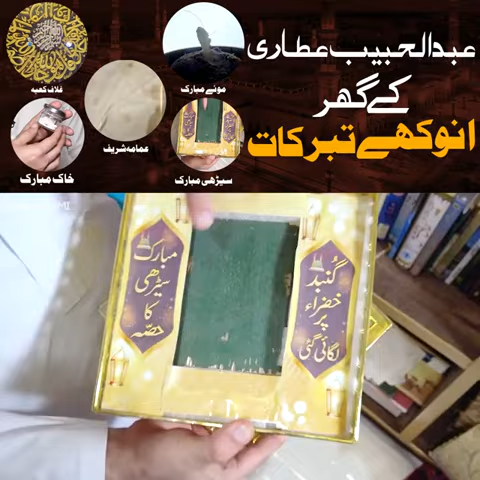 عبدالحبیب عطاری
کے گھر
انوکھے تبرکات
غلاف کعبہ
موئے مبارک
عمامہ شریف
خاک مبارک
سیڑھی مبارک
گنبد
خضراء
پر
لگائی گئی
مبارک
سیڑھی
کا
حصّہ